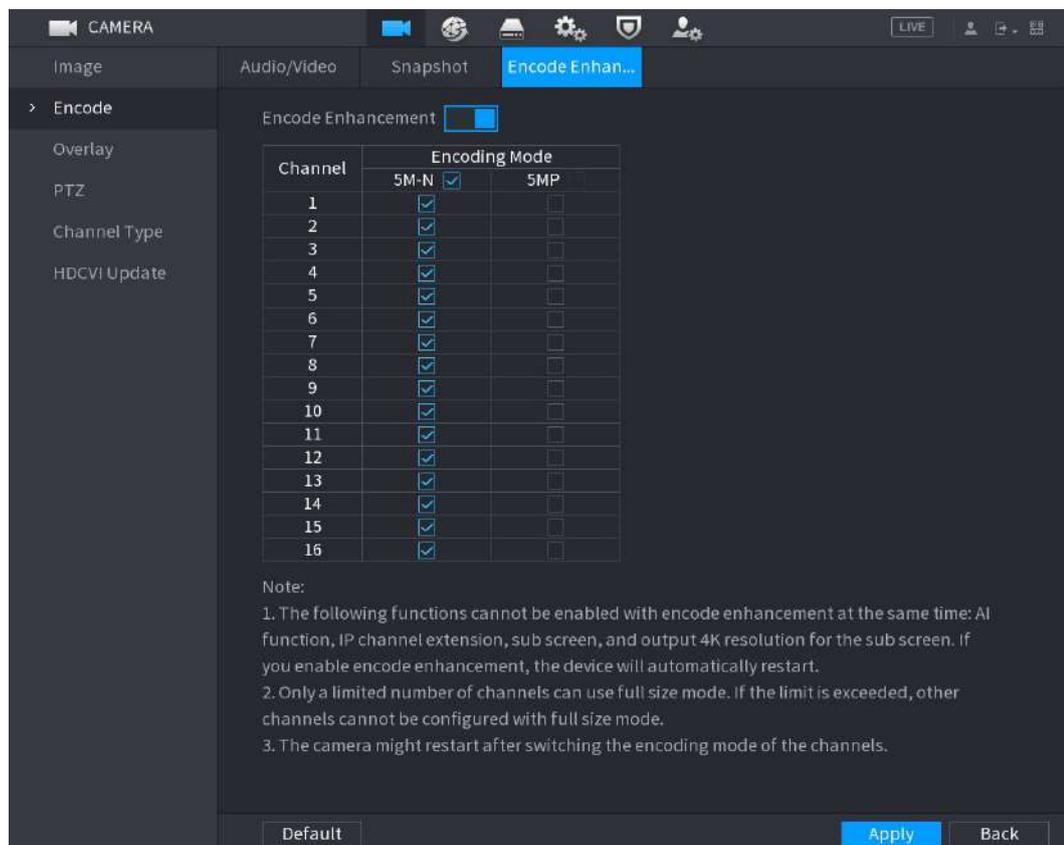 CAMERA
LIVE
Image
Audio/Video Snapshot Encode Enhan...
> Encode
Encode Enhancement
Overlay
Channel Encoding Mode
PTZ
5M-N 5MP
1
2
Channel Type
3
HDCVI Update
4
5
6
7
8
9
10
11
12
13
14
15
16
Note:
1. The following functions cannot be enabled with encode enhancement at the same time: AI
function, IP channel extension, sub screen, and output 4K resolution for the sub screen. If
you enable encode enhancement, the device will automatically restart.
2. Only a limited number of channels can use full size mode. If the limit is exceeded, other
channels cannot be configured with full size mode.
3. The camera might restart after switching the encoding mode of the channels.
Default Apply Back